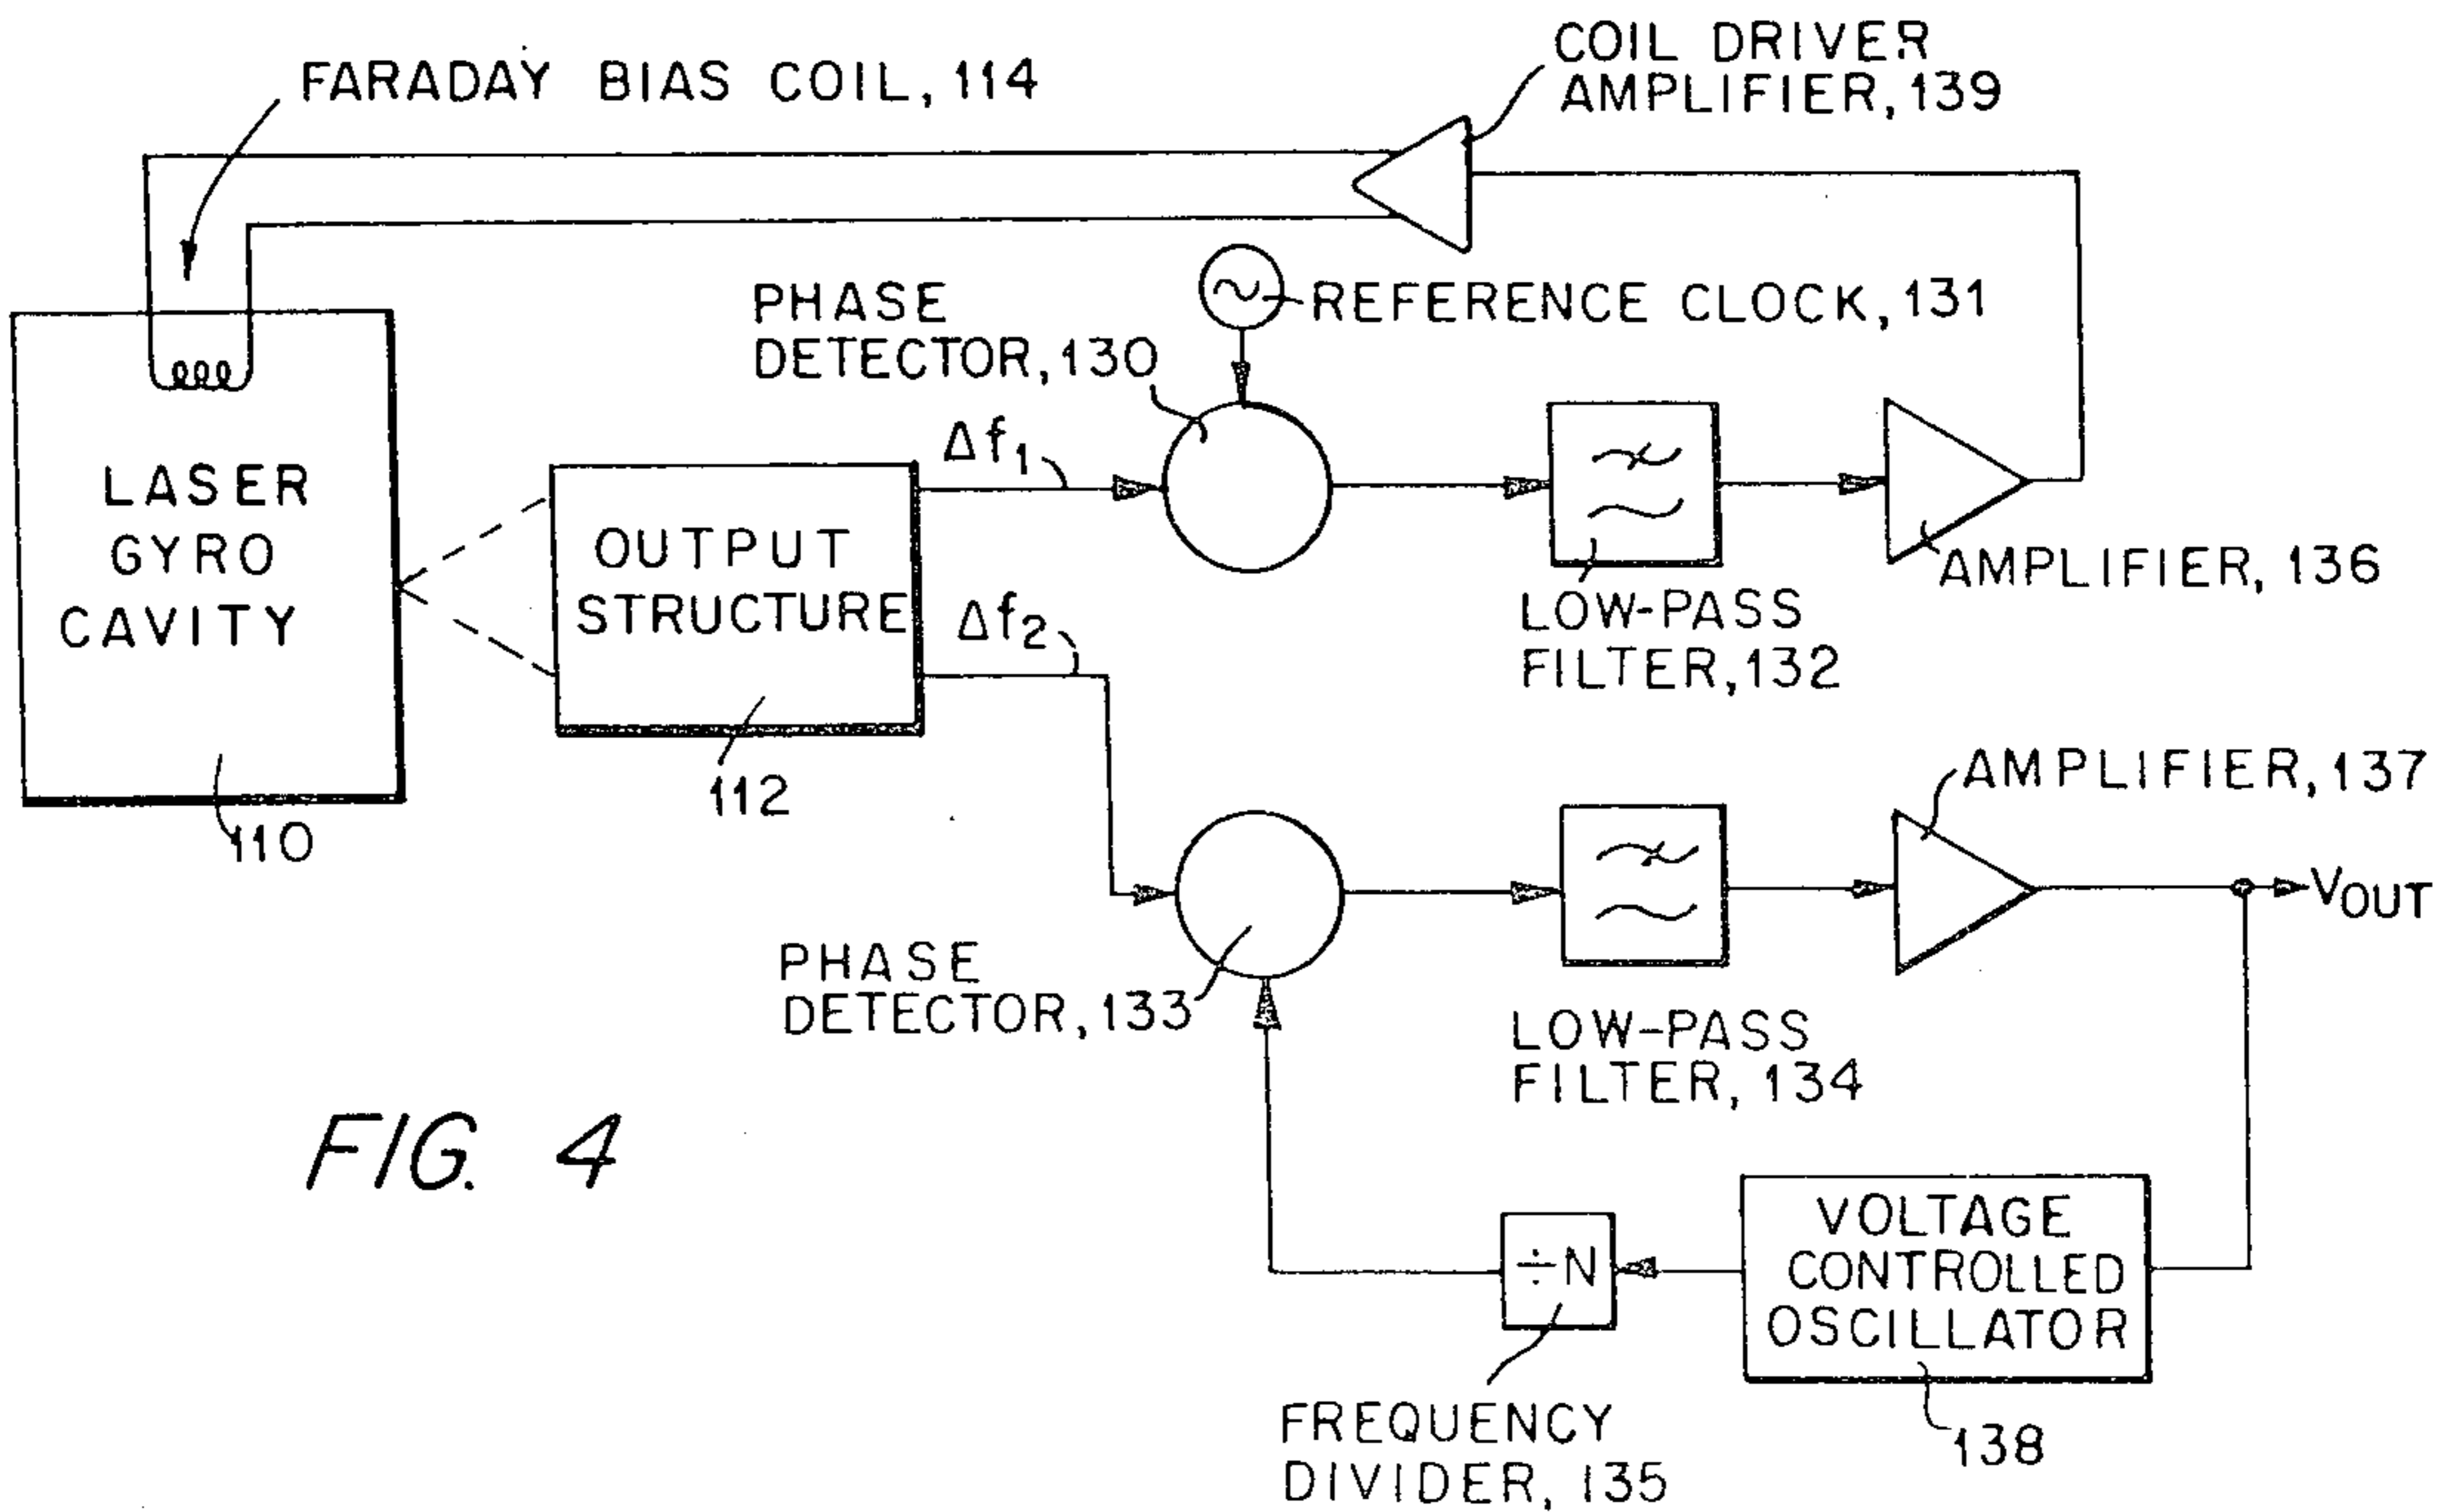 COIL DRIVER
AMPLIFIER, 139
FARADAY BIAS COIL, 114
REFERENCE CLOCK, 131
PHASE
DETECTOR, 130
Δf1
LASER
GYRO
CAVITY
OUTPUT
STRUCTURE
AMPLIFIER, 136
LOW-PASS
FILTER, 132
Δf2
112
110
AMPLIFIER, 137
VOUT
PHASE
DETECTOR, 133
LOW-PASS
FILTER, 134
FIG. 4
÷N
VOLTAGE
CONTROLLED
OSCILLATOR
138
FREQUENCY
DIVIDER, 135